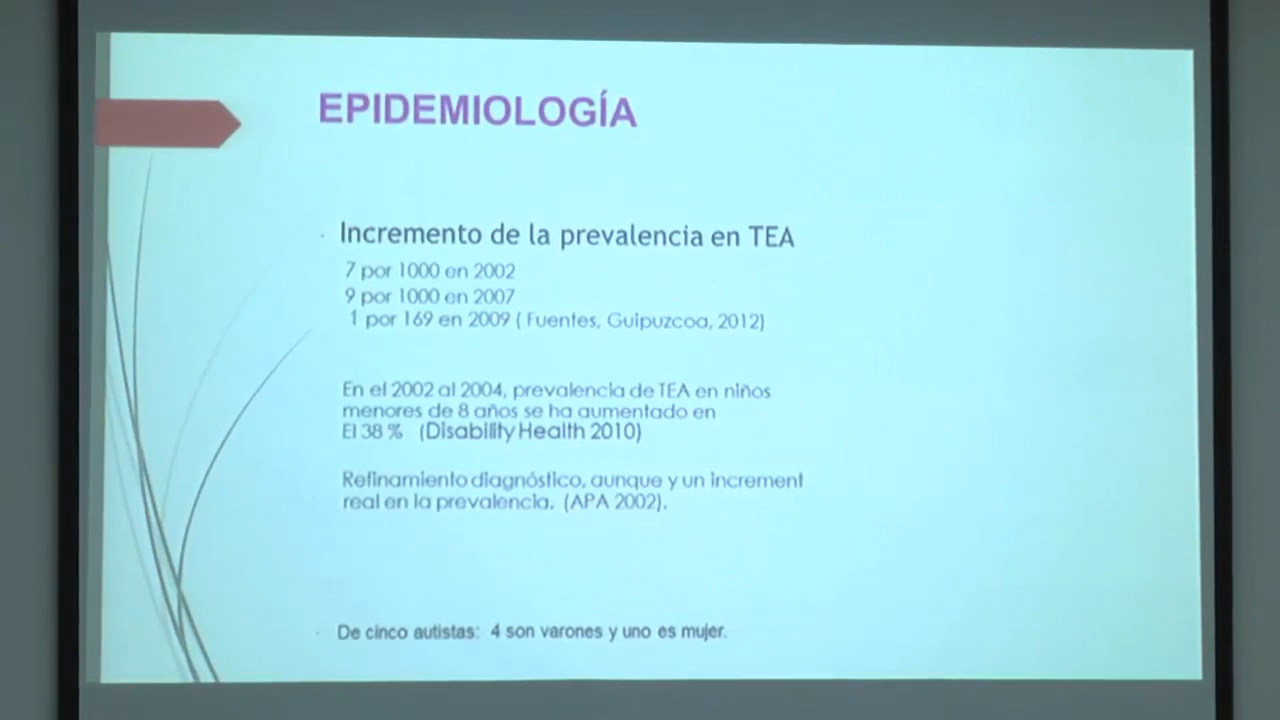 EPIDEMIOLOGÍA
Incremento de la prevalencia en TEA
7 por 1000 en 2002
9 por 1000 en 2007
1 por 169 en 2009 ( Fuentes, Guipuzcoa, 2012)
En el 2002 al 2004, prevalencia de TEA en niños
menores de 8 años se ha aumentado en
El 38 % (Disability Health 2010)
Refinamiento diagnóstico, aunque y un increment
real en la prevalencia. (APA 2002).
De cinco autistas: 4 son varones y uno es mujer.